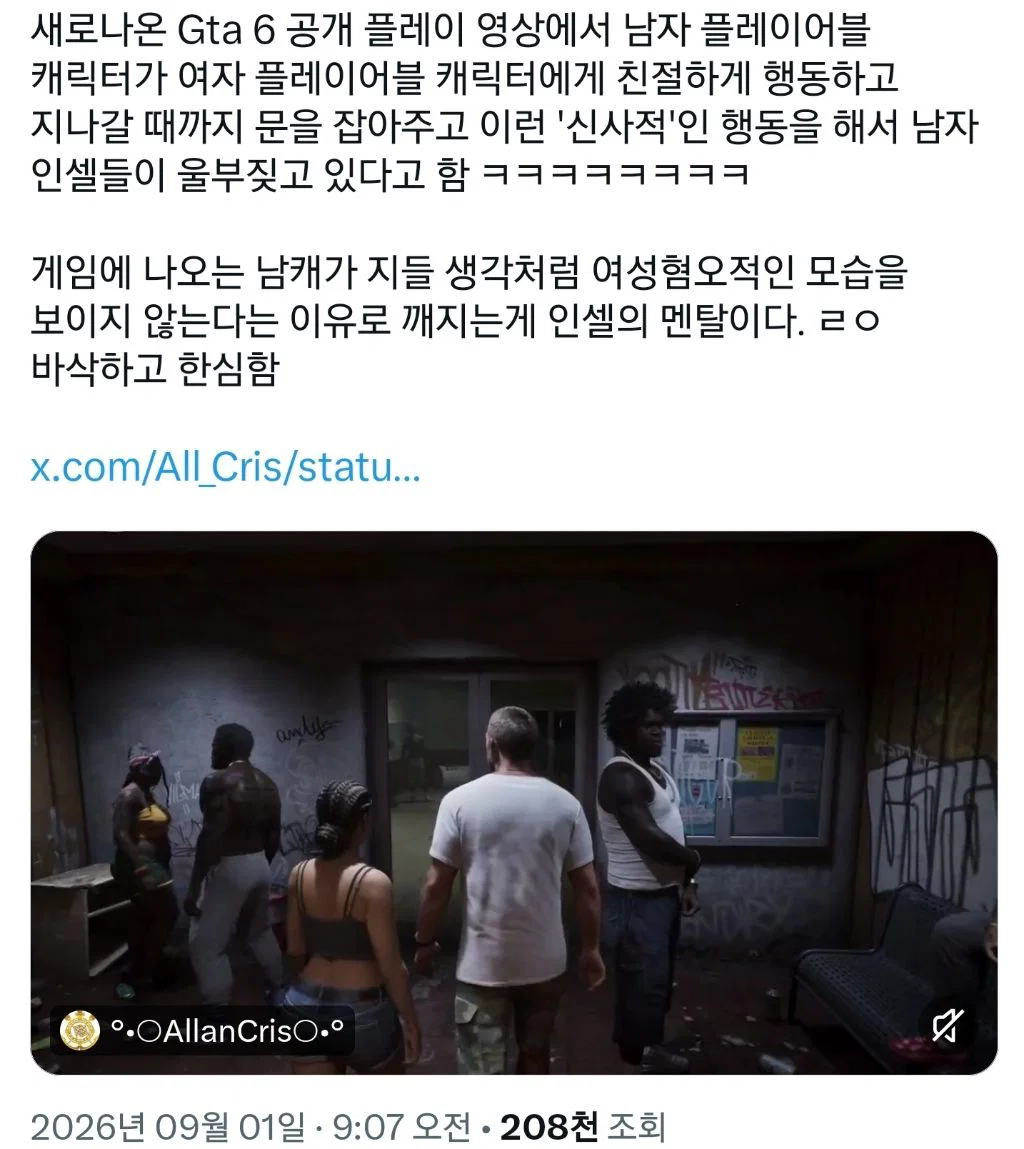 새로나온 Gta 6 공개 플레이 영상에서 남자 플레이어블
캐릭터가 여자 플레이어블 캐릭터에게 친절하게 행동하고
지나갈 때까지 문을 잡아주고 이런 '신사적'인 행동을 해서 남자
인셀들이 울부짖고 있다고 함 ㅋㅋㅋㅋㅋㅋㅋㅋ
게임에 나오는 남캐가 지들 생각처럼 여성혐오적인 모습을
보이지 않는다는 이유로 깨지는게 인셀의 멘탈이다. ㄹㅇ
바삭하고 한심함
x.com/All_Cris/statu...
andys
°•○AllanCris○•°
2026년 09월 01일 · 9:07 오전 • 208천 조회